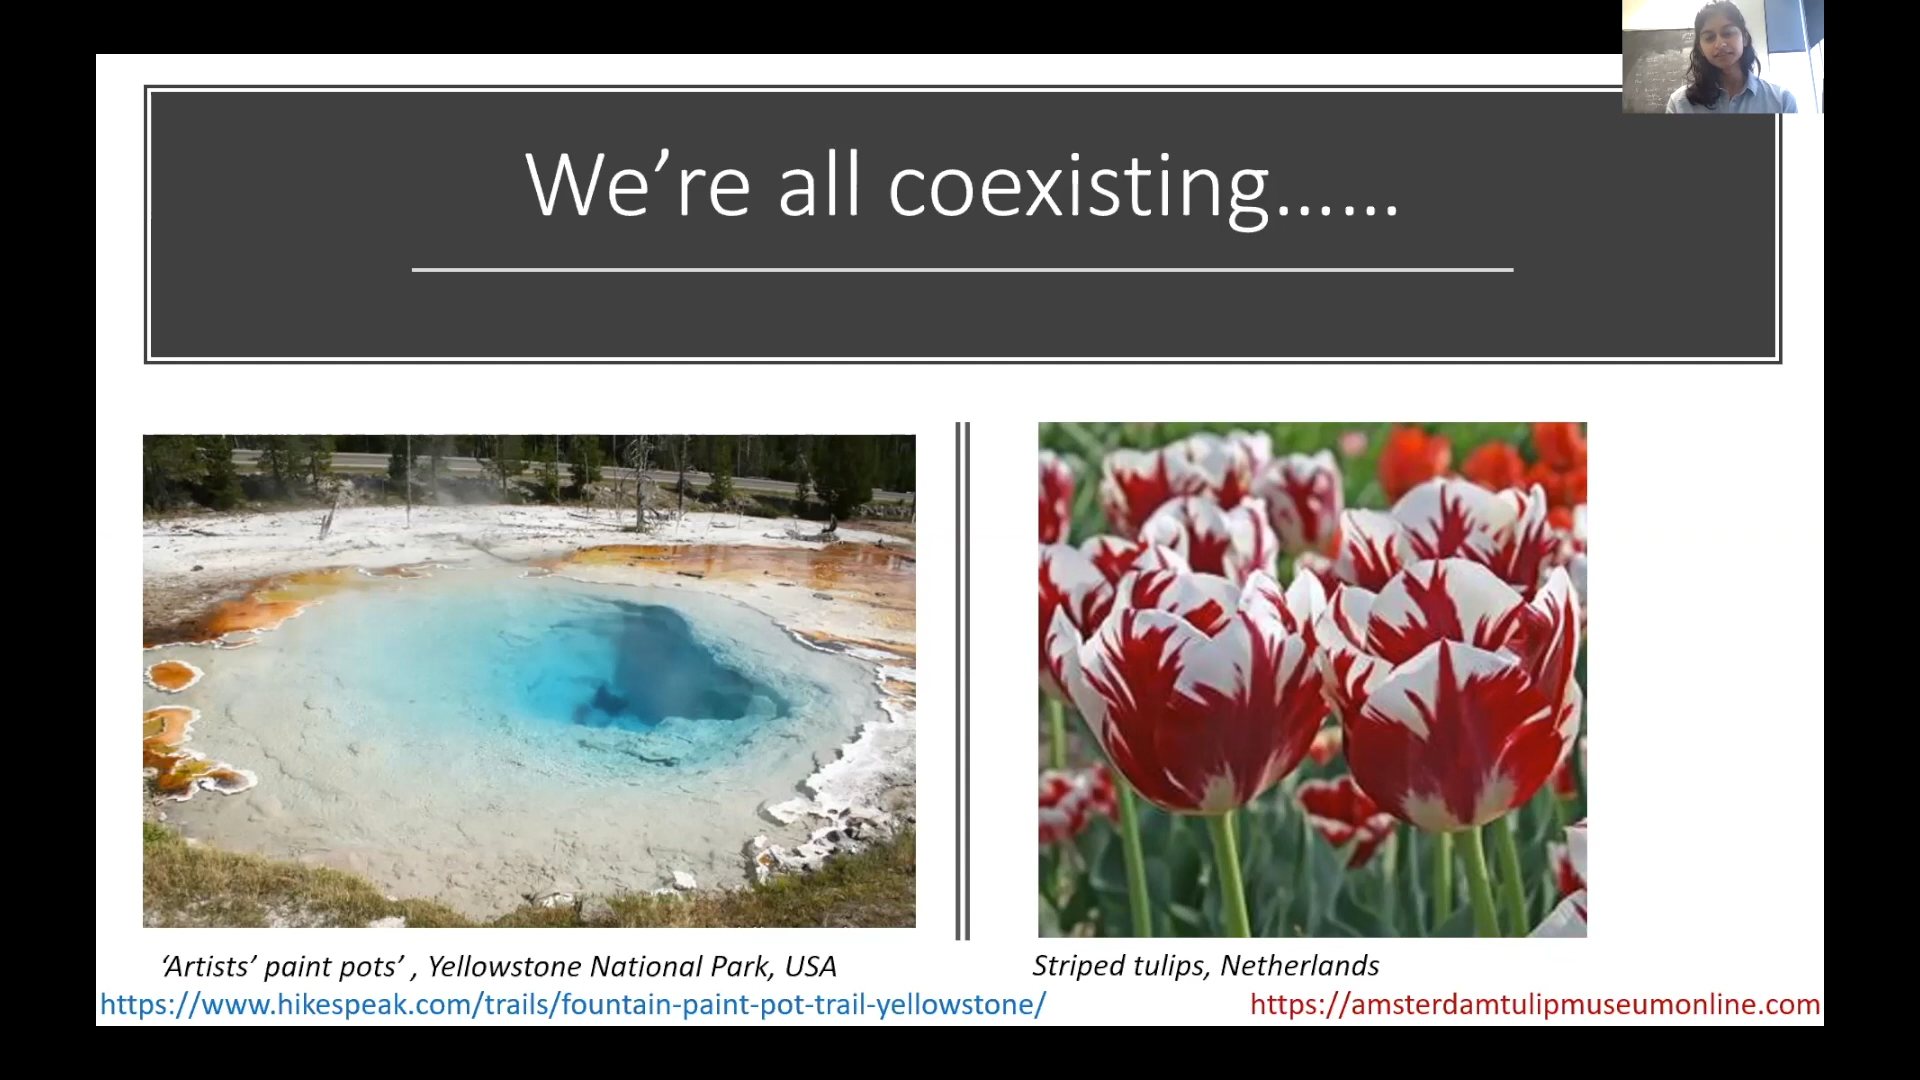 We’re all coexisting......
‘Artists’ paint pots’ , Yellowstone National Park, USA
Striped tulips, Netherlands
https://www.hikespeak.com/trails/fountain-paint-pot-trail-yellowstone/
https://amsterdamtulipmuseumonline.com